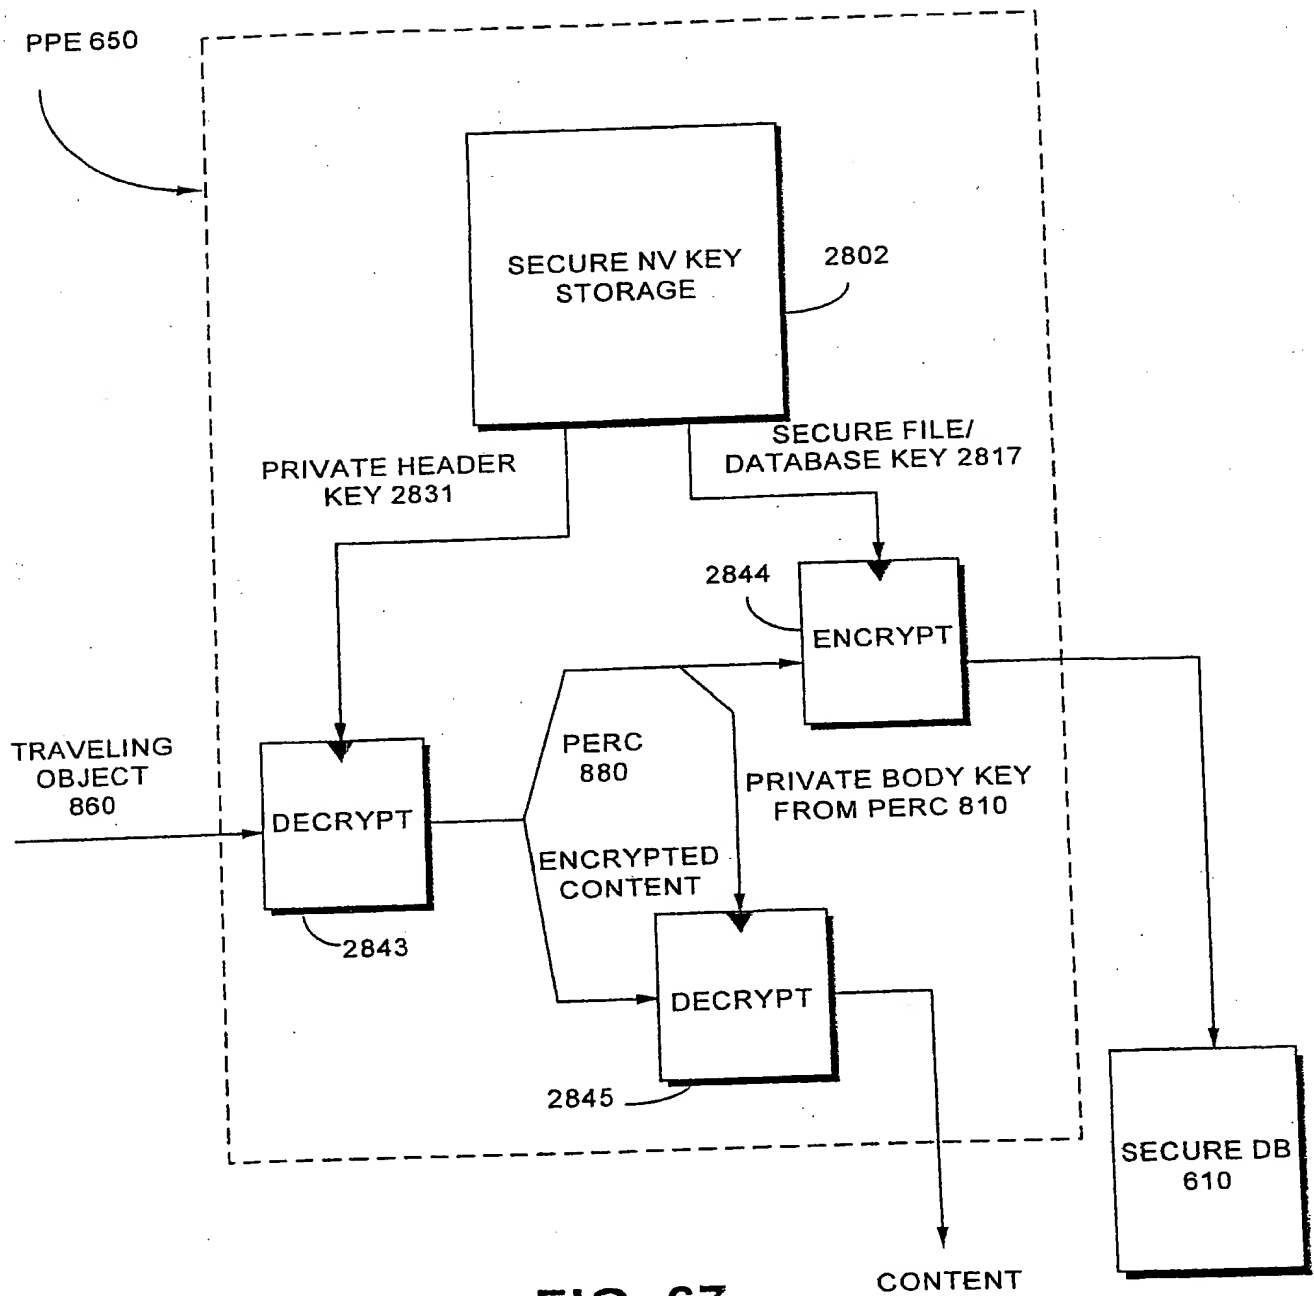 PPE 650
SECURE NV KEY
STORAGE
2802
PRIVATE HEADER
KEY 2831
SECURE FILE/
DATABASE KEY 2817
2844
ENCRYPT
TRAVELING
OBJECT
860
DECRYPT
2843
PERC
880
PRIVATE BODY KEY
FROM PERC 810
ENCRYPTED
CONTENT
DECRYPT
2845
SECURE DB
610
CONTENT